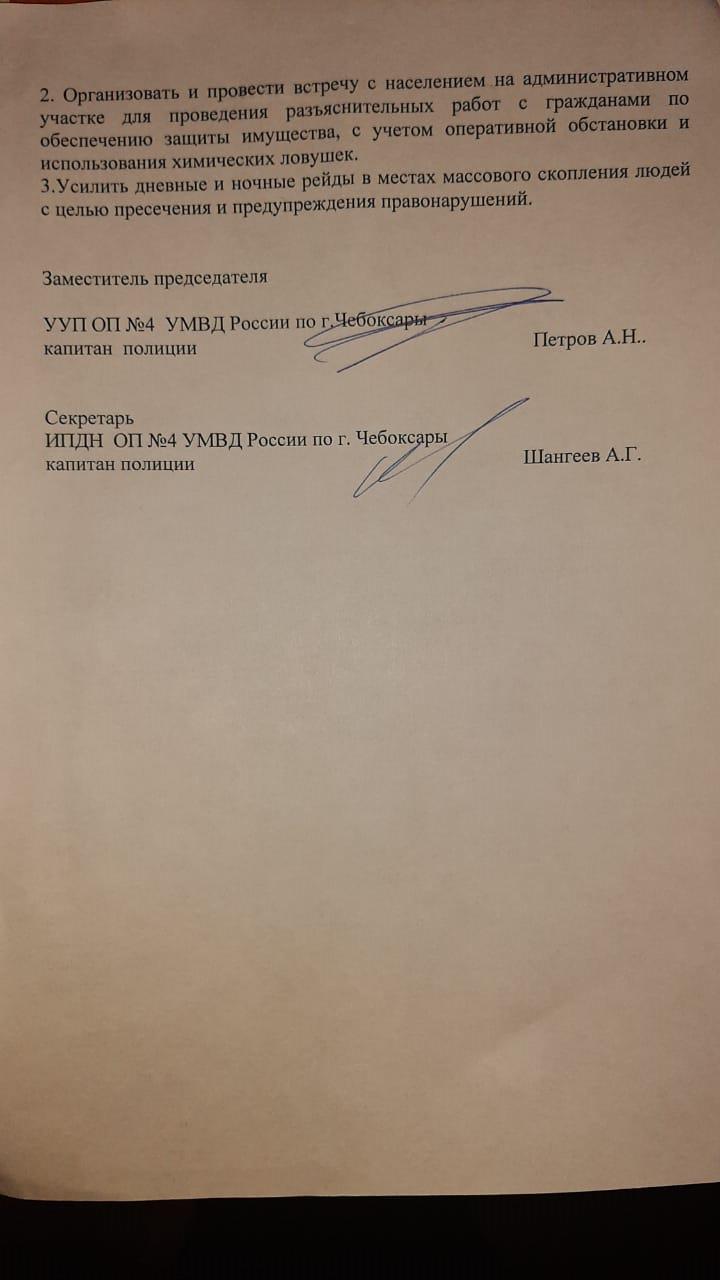 2. Организовать и провести встречу с населением на административном
участке для проведения разъяснительных работ с гражданами по
обеспечению защиты имущества, с учетом оперативной обстановки и
использования химических ловушек.
3.Усилить дневные и ночные рейды в местах массового скопления людей
с целью пресечения и предупреждения правонарушений.
Заместитель председателя
УУП ОП №4 УМВД России по г.Чебоксары
капитан полиции Петров А.Н..
Секретарь
ИПДН ОП №4 УМВД России по г. Чебоксары
капитан полиции Шангеев А.Г.